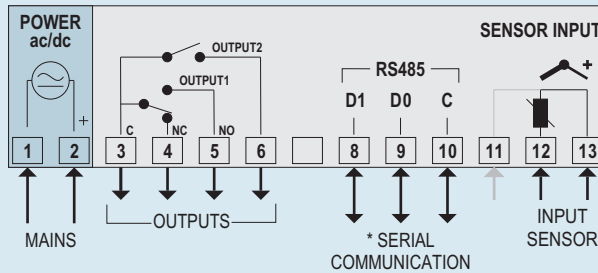 POWER
ac/dc
+
OUTPUT2
OUTPUT1
C
NC
NO
RS485
D1 D0 C
SENSOR INPUT
+
1 2 3 4 5 6 8 9 10 11 12 13
MAINS
OUTPUTS
* SERIAL
COMMUNICATION
INPUT
SENSOR